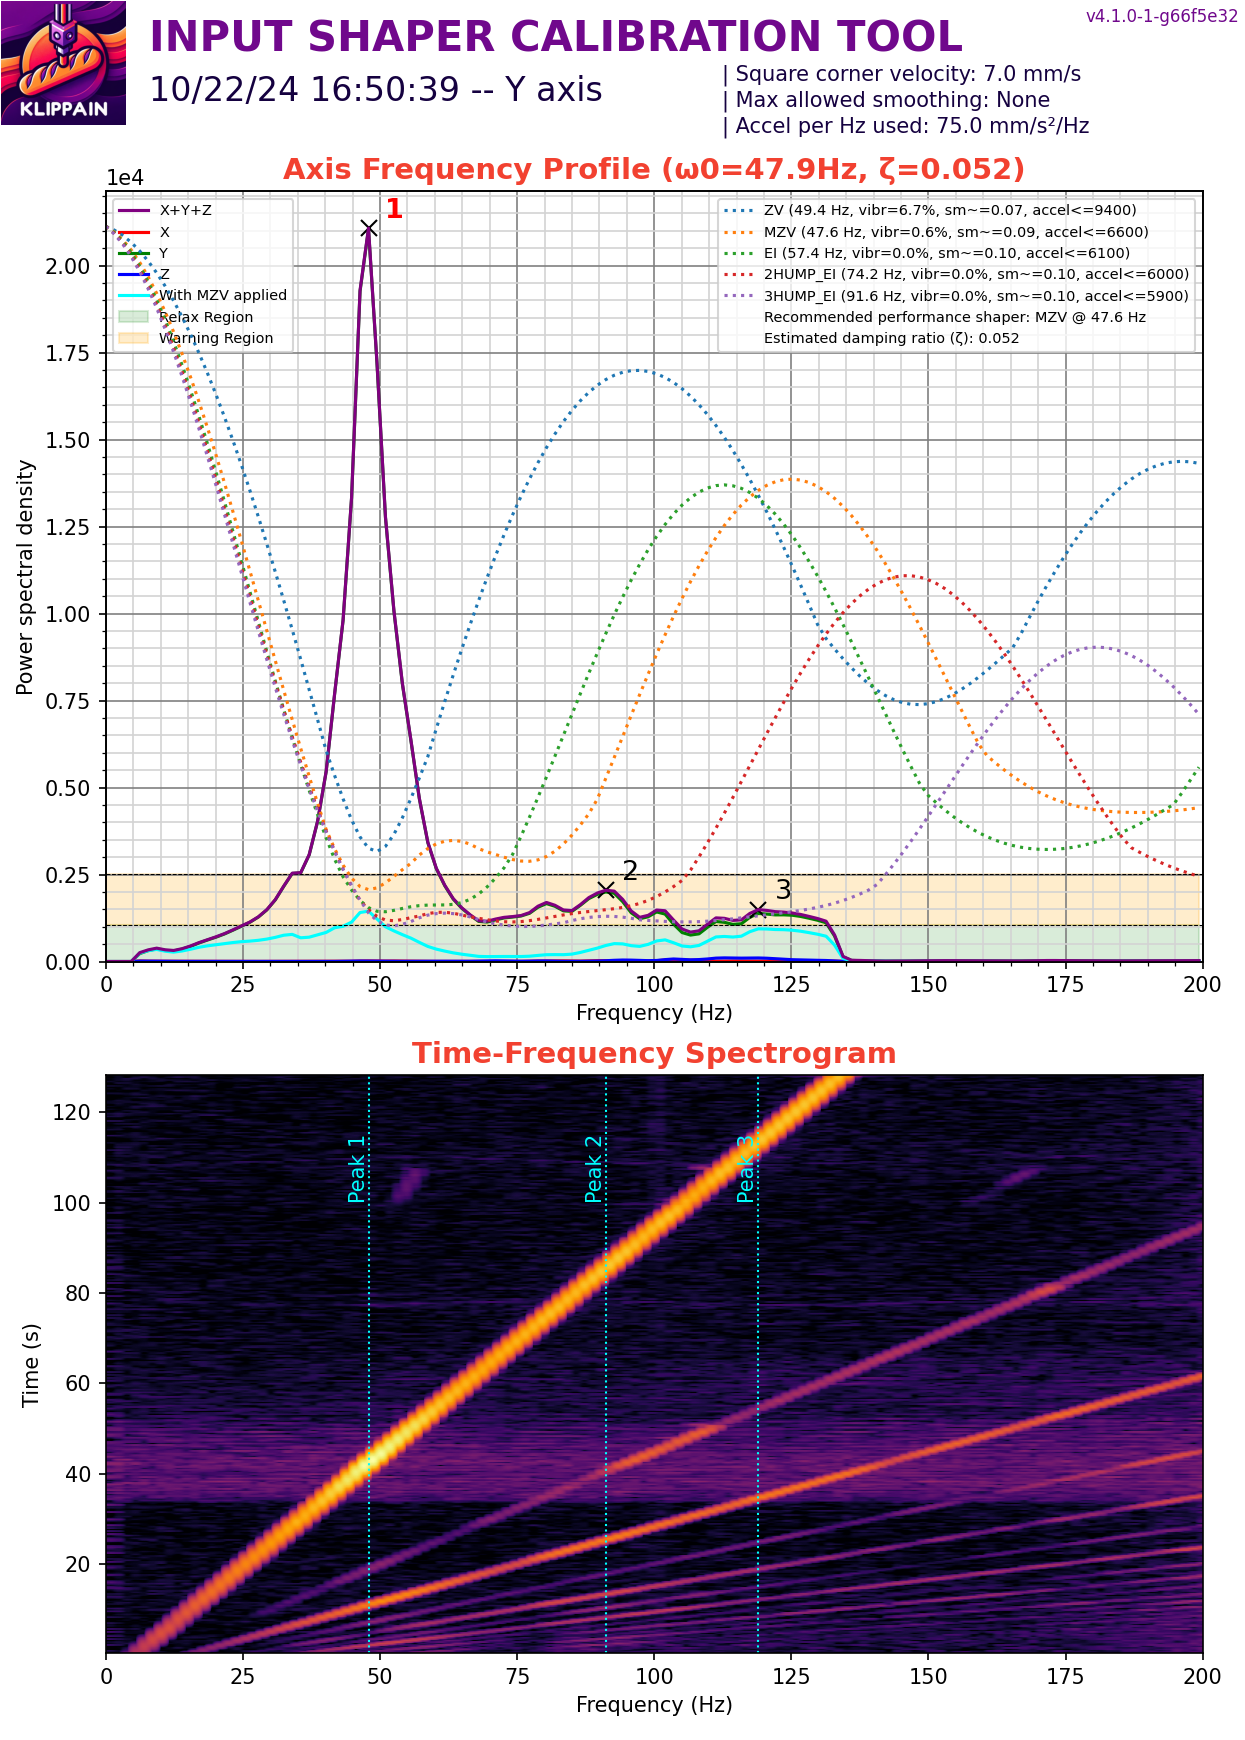 v4.1.0-1-g66f5e32
INPUT SHAPER CALIBRATION TOOL
KLIPPAIN
10/22/24 16:50:39 -- Y axis
| Square corner velocity: 7.0 mm/s
| Max allowed smoothing: None
| Accel per Hz used: 75.0 mm/s²/Hz
Axis Frequency Profile (ω0=47.9Hz, ζ=0.052)
1e4
X+Y+Z
X
Y
Z
With MZV applied
Relax Region
Warning Region
1
ZV (49.4 Hz, vibr=6.7%, sm~=0.07, accel<=9400)
MZV (47.6 Hz, vibr=0.6%, sm~=0.09, accel<=6600)
EI (57.4 Hz, vibr=0.0%, sm~=0.10, accel<=6100)
2HUMP_EI (74.2 Hz, vibr=0.0%, sm~=0.10, accel<=6000)
3HUMP_EI (91.6 Hz, vibr=0.0%, sm~=0.10, accel<=5900)
Recommended performance shaper: MZV @ 47.6 Hz
Estimated damping ratio (ζ): 0.052
2.00
1.75
1.50
1.25
1.00
0.75
0.50
0.25
0.00
Power spectral density
2
3
0 25 50 75 100 125 150 175 200
Frequency (Hz)
Time-Frequency Spectrogram
120
100
80
60
40
20
Time (s)
Peak 1
Peak 2
Peak 3
0 25 50 75 100 125 150 175 200
Frequency (Hz)